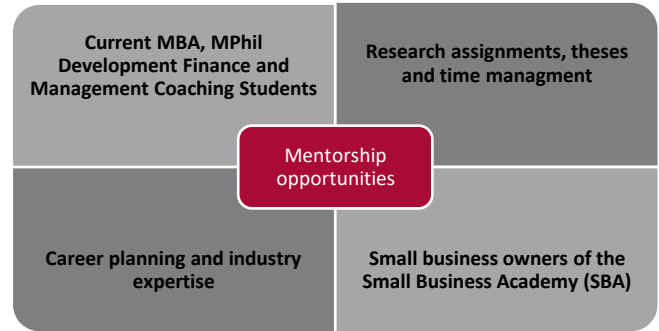 Current MBA, MPhil
Development Finance and
Management Coaching Students
Research assignments, theses
and time managment
Mentorship
opportunities
Career planning and industry
expertise
Small business owners of the
Small Business Academy (SBA)